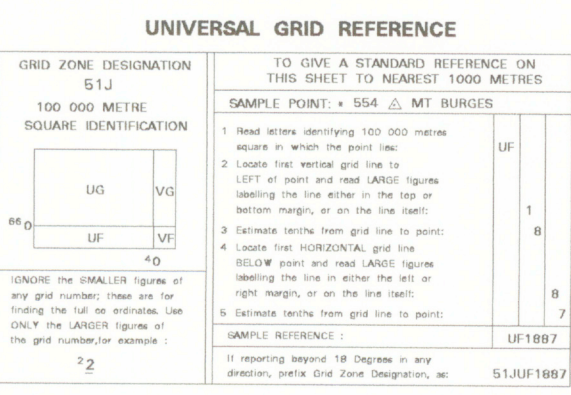 UNIVERSAL GRID REFERENCE
GRID ZONE DESIGNATION
51J
100 000 METRE
SQUARE IDENTIFICATION
UG
VG
66 0
UF
VF
4 0
IGNORE the SMALLER figures of
any grid number; these are for
finding the full co ordinates. Use
ONLY the LARGER figures of
the grid number, for example :
2 2
TO GIVE A STANDARD REFERENCE ON
THIS SHEET TO NEAREST 1000 METRES
SAMPLE POINT: • 554 △ MT BURGES
1 Read letters identifying 100 000 metres
square in which the point lies: UF
2 Locate first vertical grid line to
LEFT of point and read LARGE figures
labelling the line either in the top or
bottom margin, or on the line itself: 1
3 Estimate tenths from grid line to point: 8
4 Locate first HORIZONTAL grid line
BELOW point and read LARGE figures
labelling the line in either the left or
right margin, or on the line itself: 8
5 Estimate tenths from grid line to point: 7
SAMPLE REFERENCE : UF1887
If reporting beyond 18 Degrees in any
direction, prefix Grid Zone Designation, as: 51JUF1887